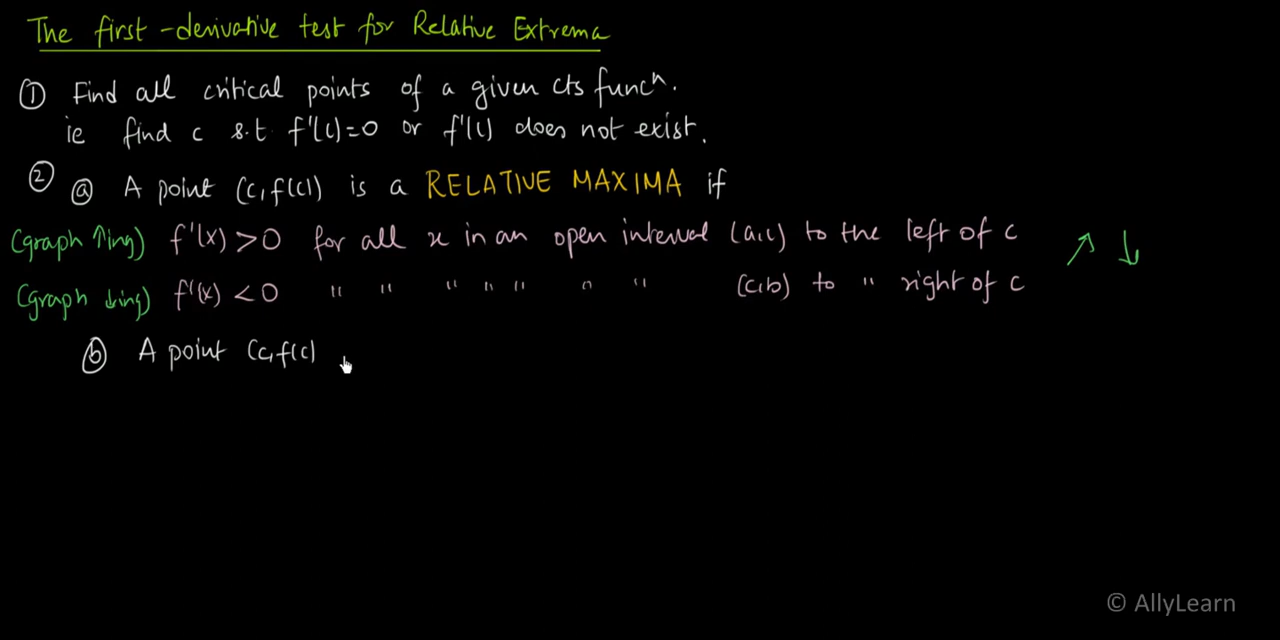 The first-derivative test for Relative Extrema
① Find all critical points of a given cts funcⁿ.
ie find c s.t f'(c)=0 or f'(c) does not exist.
② ⓐ A point (c,f(c)) is a RELATIVE MAXIMA if
(graph ↑ing) f'(x) > 0 for all x in an open interval (a,c) to the left of c ↗ ↓
(graph ↓ing) f'(x) < 0 " " " " " " " (c,b) to " right of c
ⓑ A point (c,f(c)
© AllyLearn